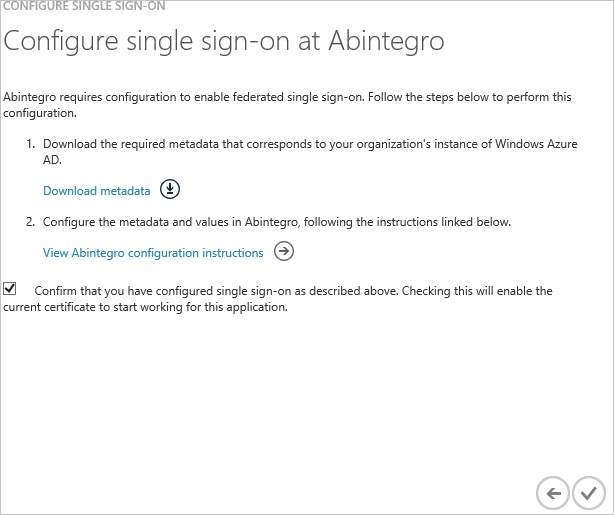 CONFIGURE SINGLE SIGN-ON
Configure single sign-on at Abintegro
Abintegro requires configuration to enable federated single sign-on. Follow the steps below to perform this
configuration.
1. Download the required metadata that corresponds to your organization's instance of Windows Azure
AD.
Download metadata
2. Configure the metadata and values in Abintegro, following the instructions linked below.
View Abintegro configuration instructions
Confirm that you have configured single sign-on as described above. Checking this will enable the
current certificate to start working for this application.